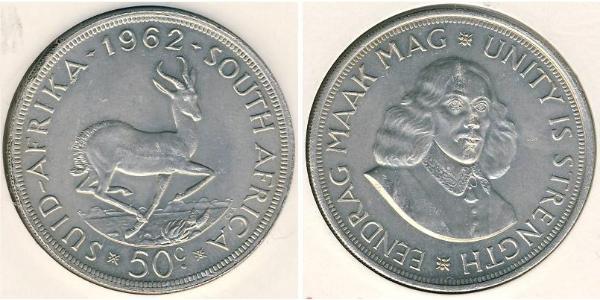 SUID-AFRIKA · 1962 · SOUTH AFRICA
50c
EENDRAG MAAK MAG ※ UNITY IS STRENGTH ※